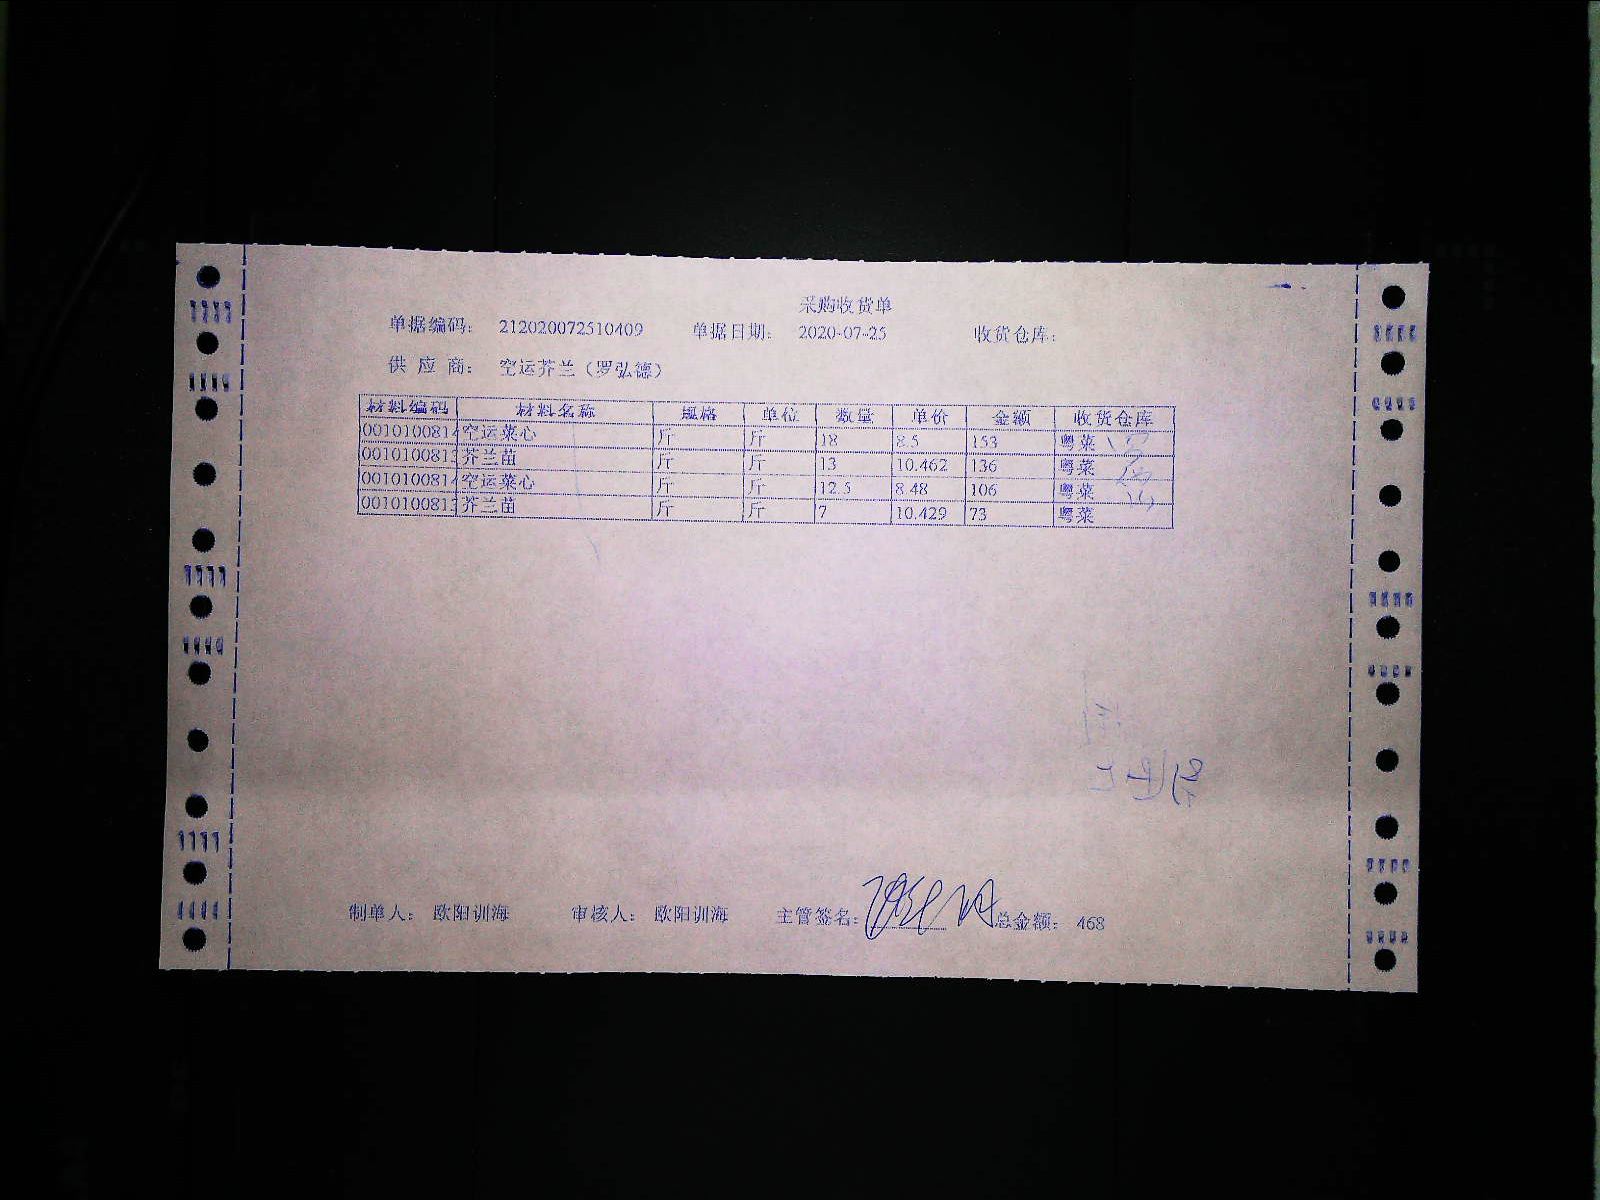 采购收货单
单据编码： 212020072510409 单据日期： 2020-07-25 收货仓库：
供 应 商： 空运芥兰（罗弘德）
材料编码 材料名称 规格 单位 数量 单价 金额 收货仓库
0010100814 空运菜心 斤 斤 18 8.5 153 粤菜
0010100813 芥兰苗 斤 斤 13 10.462 136 粤菜
0010100814 空运菜心 斤 斤 12.5 8.48 106 粤菜
0010100813 芥兰苗 斤 斤 7 10.429 73 粤菜
制单人： 欧阳训海 审核人： 欧阳训海 主管签名： 总金额： 468